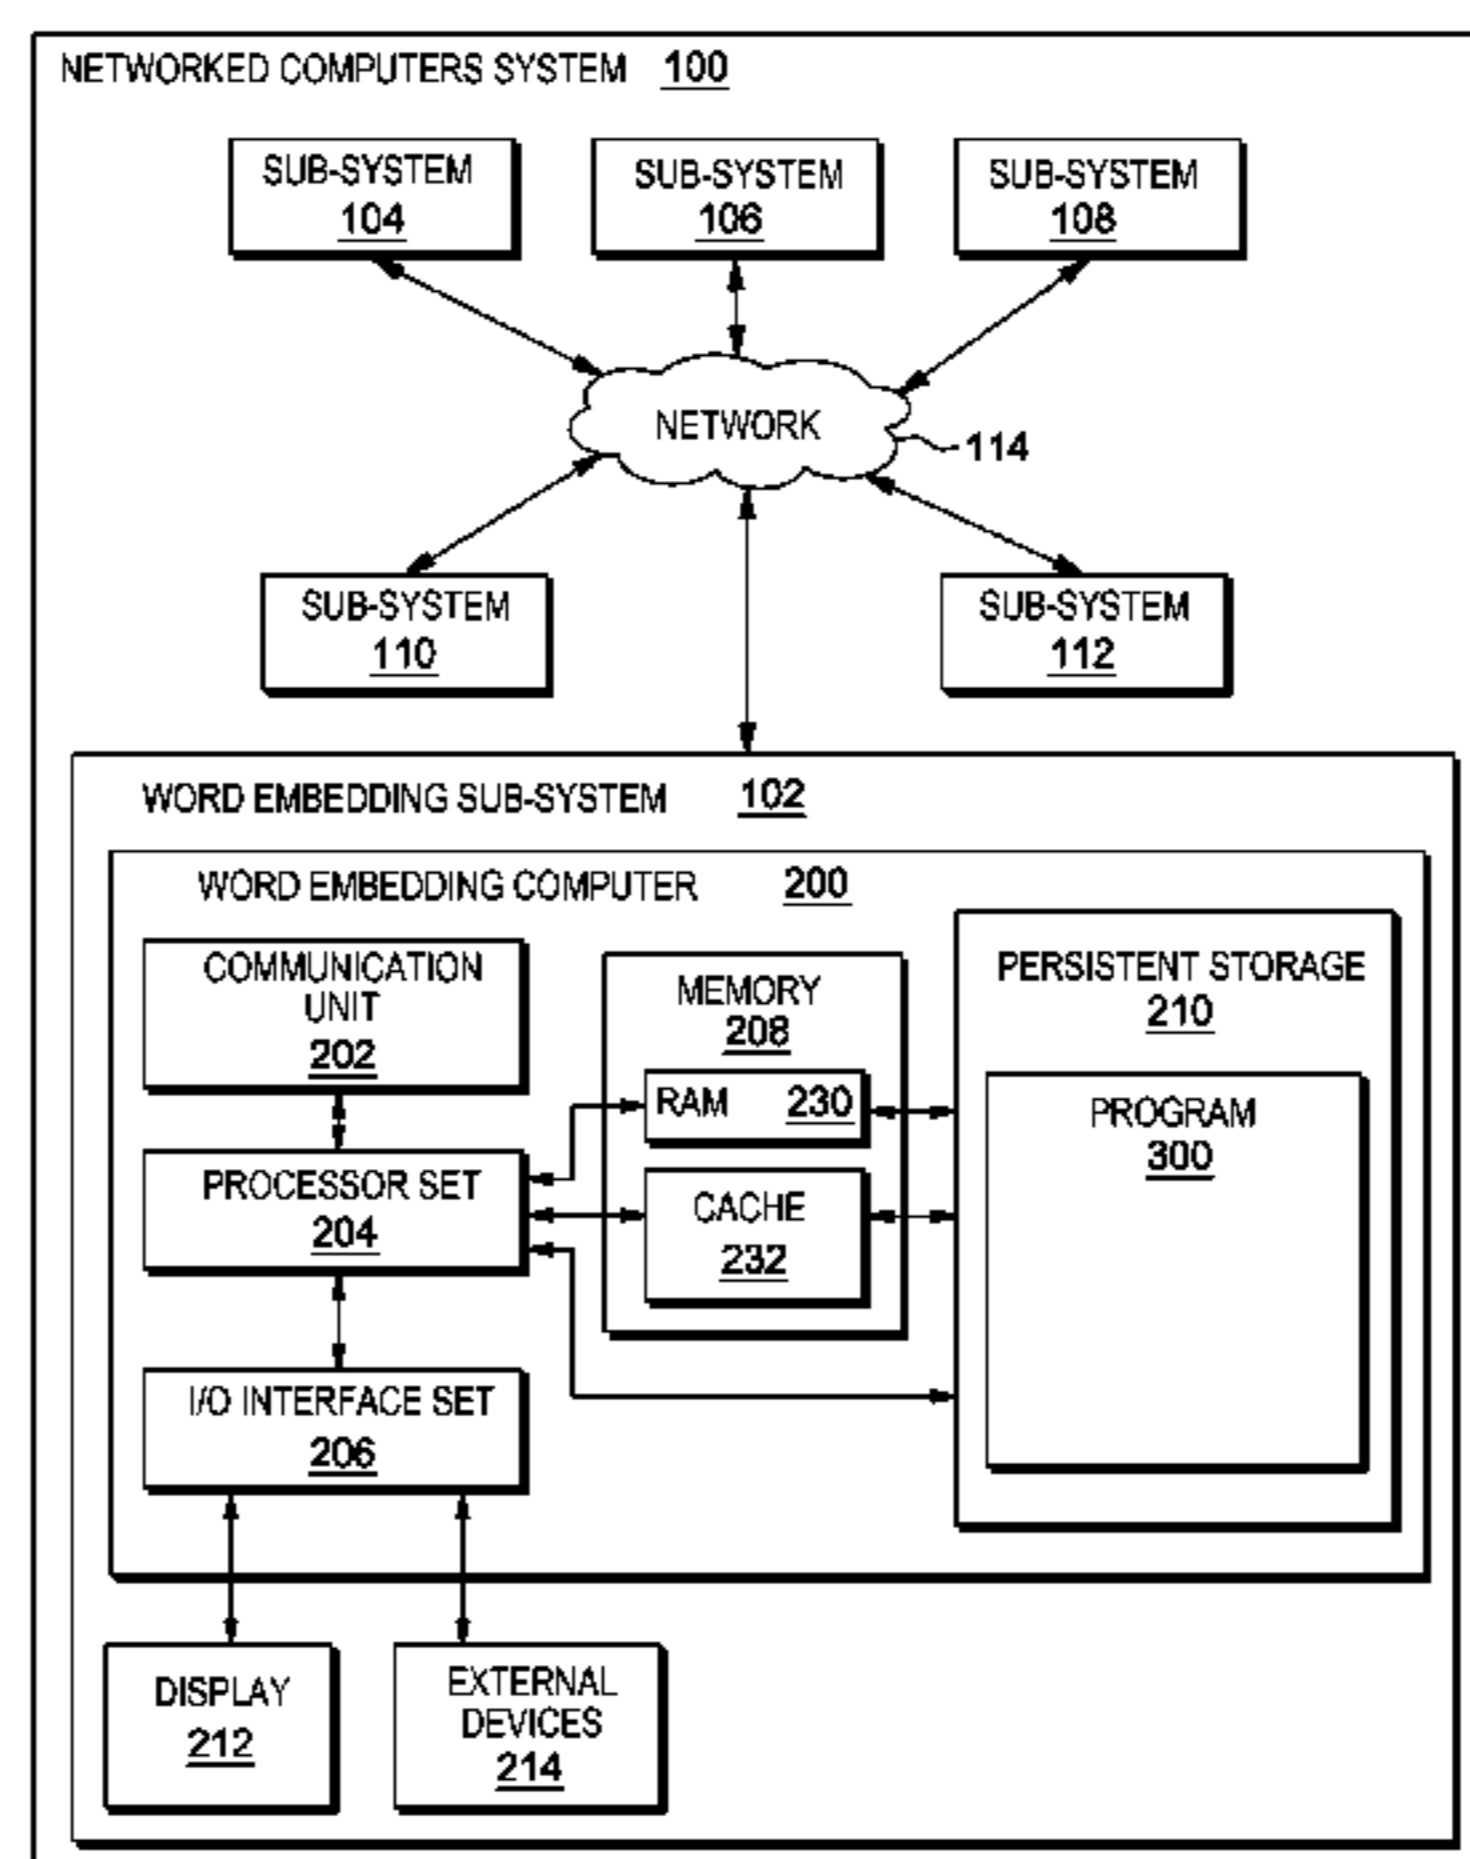 NETWORKED COMPUTERS SYSTEM 100
SUB-SYSTEM
104
SUB-SYSTEM
106
SUB-SYSTEM
108
NETWORK
114
SUB-SYSTEM
110
SUB-SYSTEM
112
WORD EMBEDDING SUB-SYSTEM 102
WORD EMBEDDING COMPUTER 200
COMMUNICATION
UNIT
202
PROCESSOR SET
204
I/O INTERFACE SET
206
MEMORY
208
RAM 230
CACHE
232
PERSISTENT STORAGE
210
PROGRAM
300
DISPLAY
212
EXTERNAL
DEVICES
214